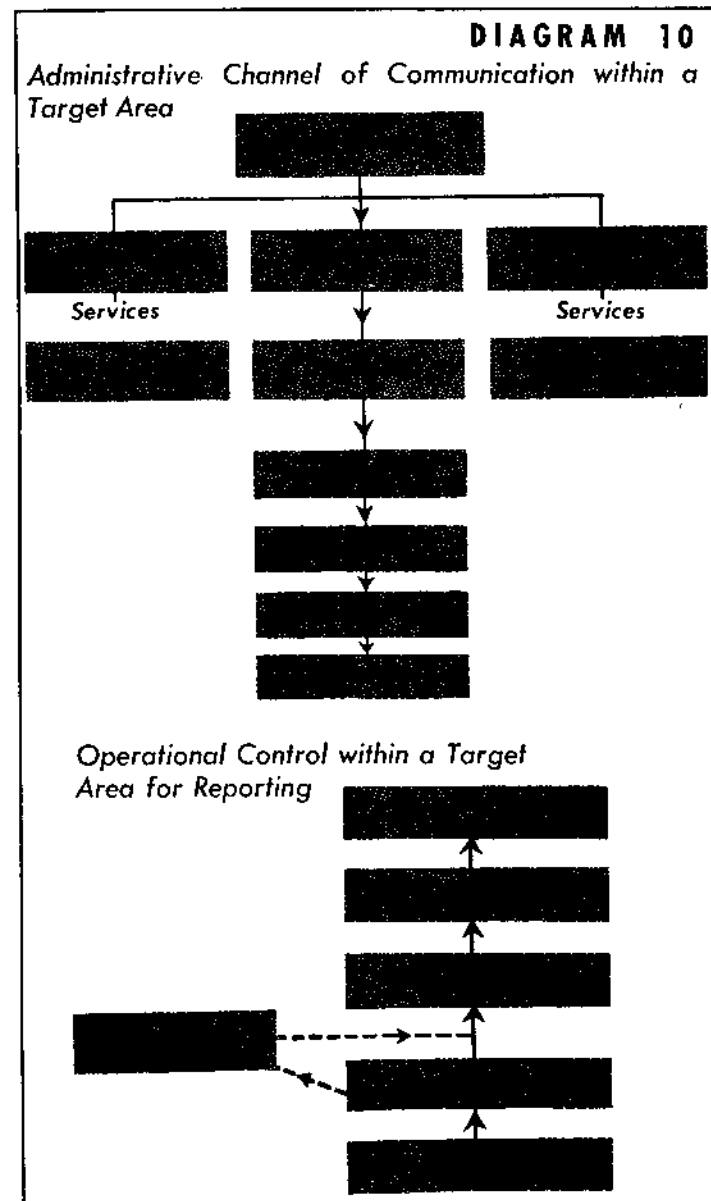 DIAGRAM 10
Administrative Channel of Communication within a
Target Area
Services
Services
Operational Control within a Target
Area for Reporting